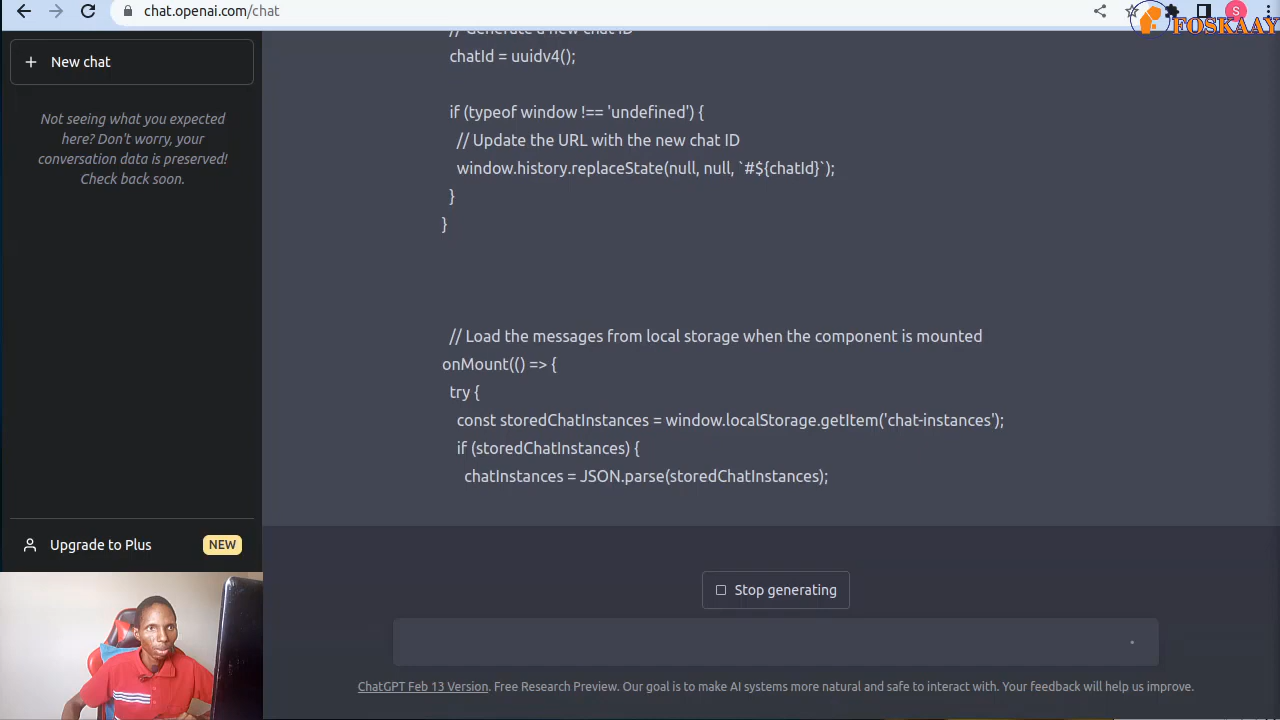 chat.openai.com/chat
S
FOSKAAY
New chat
Not seeing what you expected
here? Don't worry, your
conversation data is preserved!
Check back soon.
Upgrade to Plus
NEW
// Generate a new chat ID
chatId = uuidv4();
if (typeof window !== 'undefined') {
// Update the URL with the new chat ID
window.history.replaceState(null, null, `#${chatId}`);
}
}
// Load the messages from local storage when the component is mounted
onMount(() => {
try {
const storedChatInstances = window.localStorage.getItem('chat-instances');
if (storedChatInstances) {
chatInstances = JSON.parse(storedChatInstances);
Stop generating
ChatGPT Feb 13 Version. Free Research Preview. Our goal is to make AI systems more natural and safe to interact with. Your feedback will help us improve.